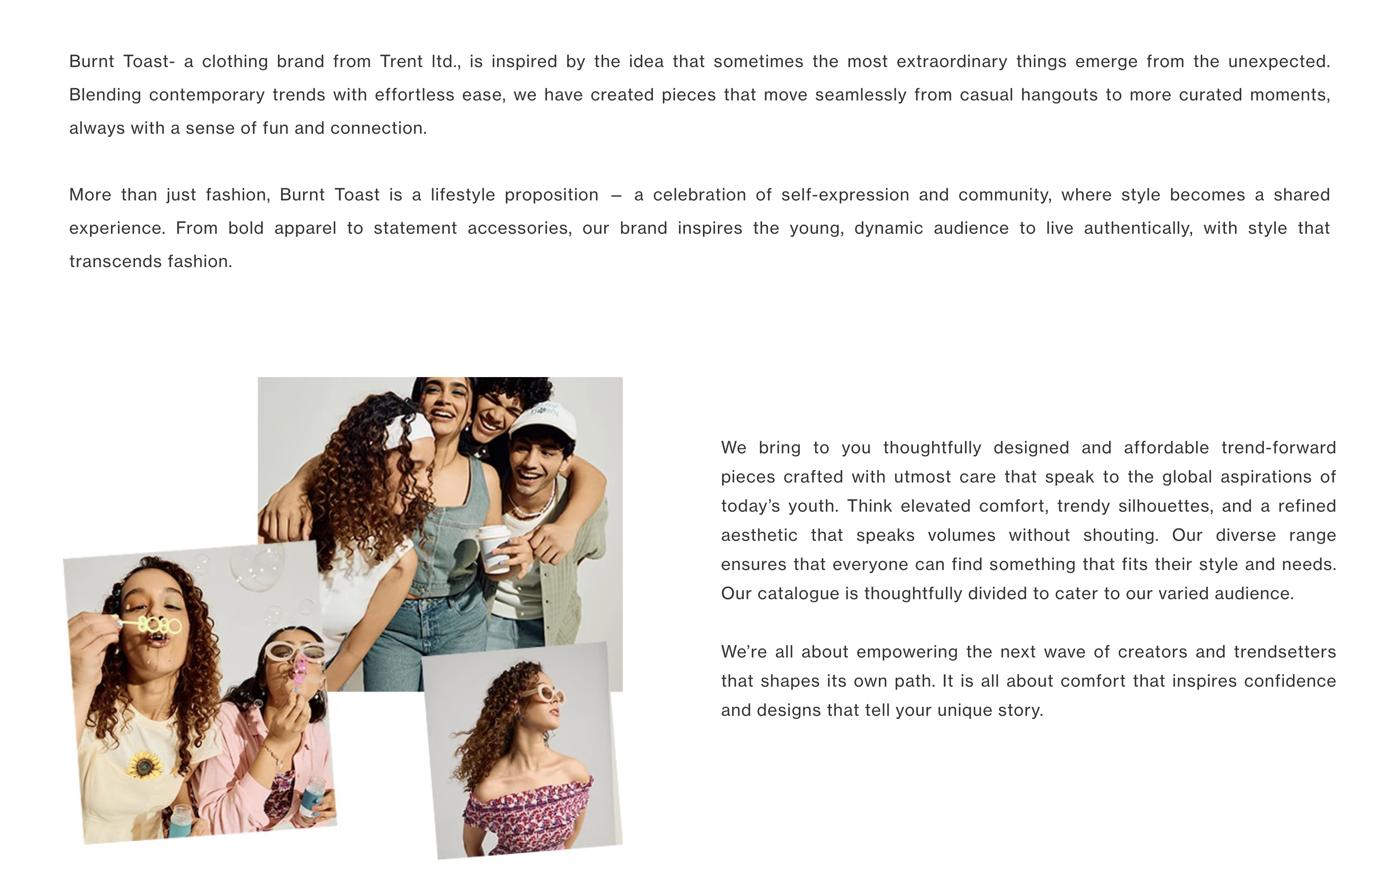 Burnt Toast- a clothing brand from Trent ltd., is inspired by the idea that sometimes the most extraordinary things emerge from the unexpected.
Blending contemporary trends with effortless ease, we have created pieces that move seamlessly from casual hangouts to more curated moments,
always with a sense of fun and connection.
More than just fashion, Burnt Toast is a lifestyle proposition — a celebration of self-expression and community, where style becomes a shared
experience. From bold apparel to statement accessories, our brand inspires the young, dynamic audience to live authentically, with style that
transcends fashion.
We bring to you thoughtfully designed and affordable trend-forward
pieces crafted with utmost care that speak to the global aspirations of
today’s youth. Think elevated comfort, trendy silhouettes, and a refined
aesthetic that speaks volumes without shouting. Our diverse range
ensures that everyone can find something that fits their style and needs.
Our catalogue is thoughtfully divided to cater to our varied audience.
We’re all about empowering the next wave of creators and trendsetters
that shapes its own path. It is all about comfort that inspires confidence
and designs that tell your unique story.